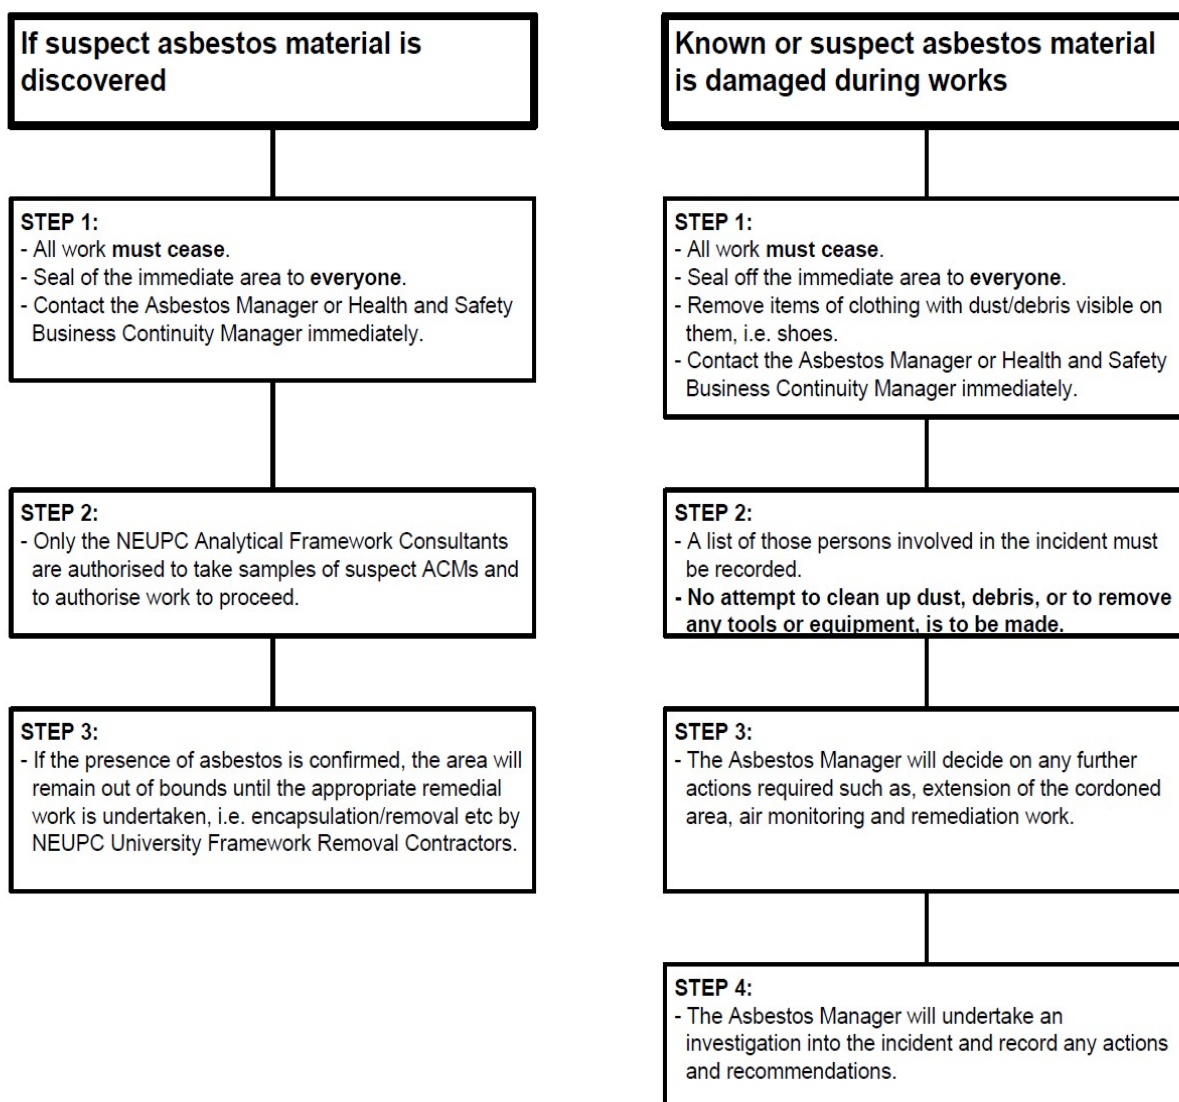 If suspect asbestos material is
discovered
STEP 1:
- All work must cease.
- Seal of the immediate area to everyone.
- Contact the Asbestos Manager or Health and Safety
Business Continuity Manager immediately.
STEP 2:
- Only the NEUPC Analytical Framework Consultants
are authorised to take samples of suspect ACMs and
to authorise work to proceed.
STEP 3:
- If the presence of asbestos is confirmed, the area will
remain out of bounds until the appropriate remedial
work is undertaken, i.e. encapsulation/removal etc by
NEUPC University Framework Removal Contractors.
Known or suspect asbestos material
is damaged during works
STEP 1:
- All work must cease.
- Seal off the immediate area to everyone.
- Remove items of clothing with dust/debris visible on
them, i.e. shoes.
- Contact the Asbestos Manager or Health and Safety
Business Continuity Manager immediately.
STEP 2:
- A list of those persons involved in the incident must
be recorded.
- No attempt to clean up dust, debris, or to remove
any tools or equipment, is to be made.
STEP 3:
- The Asbestos Manager will decide on any further
actions required such as, extension of the cordoned
area, air monitoring and remediation work.
STEP 4:
- The Asbestos Manager will undertake an
investigation into the incident and record any actions
and recommendations.